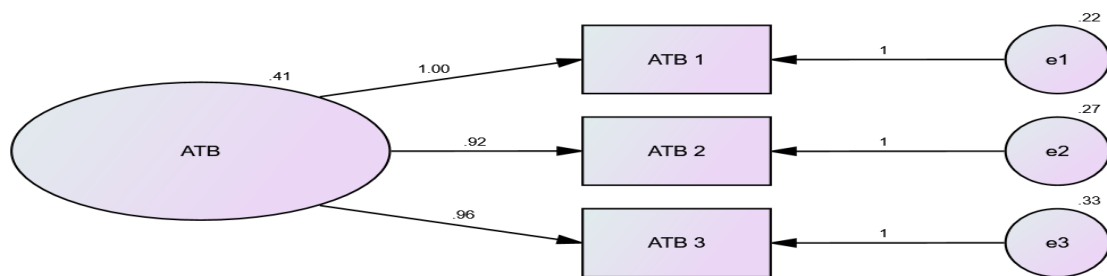 .22
.41
1.00
ATB 1
1
e1
.27
ATB
.92
ATB 2
1
e2
.33
.96
ATB 3
1
e3